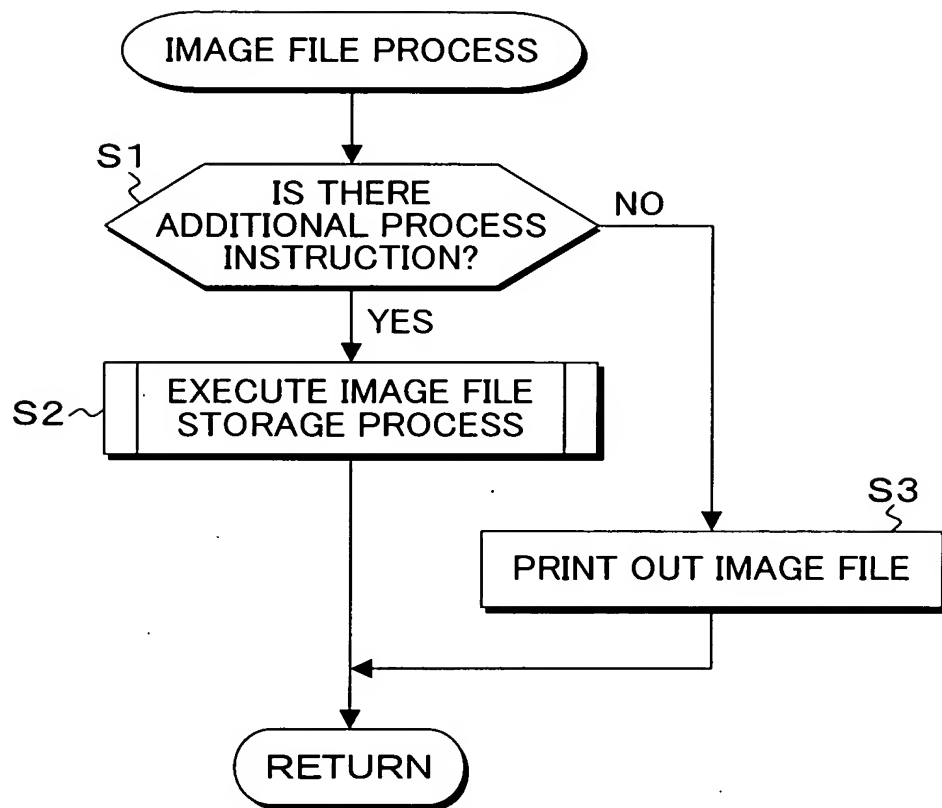 IMAGE FILE PROCESS
S1
IS THERE
ADDITIONAL PROCESS
INSTRUCTION?
NO
YES
S2
EXECUTE IMAGE FILE
STORAGE PROCESS
S3
PRINT OUT IMAGE FILE
RETURN